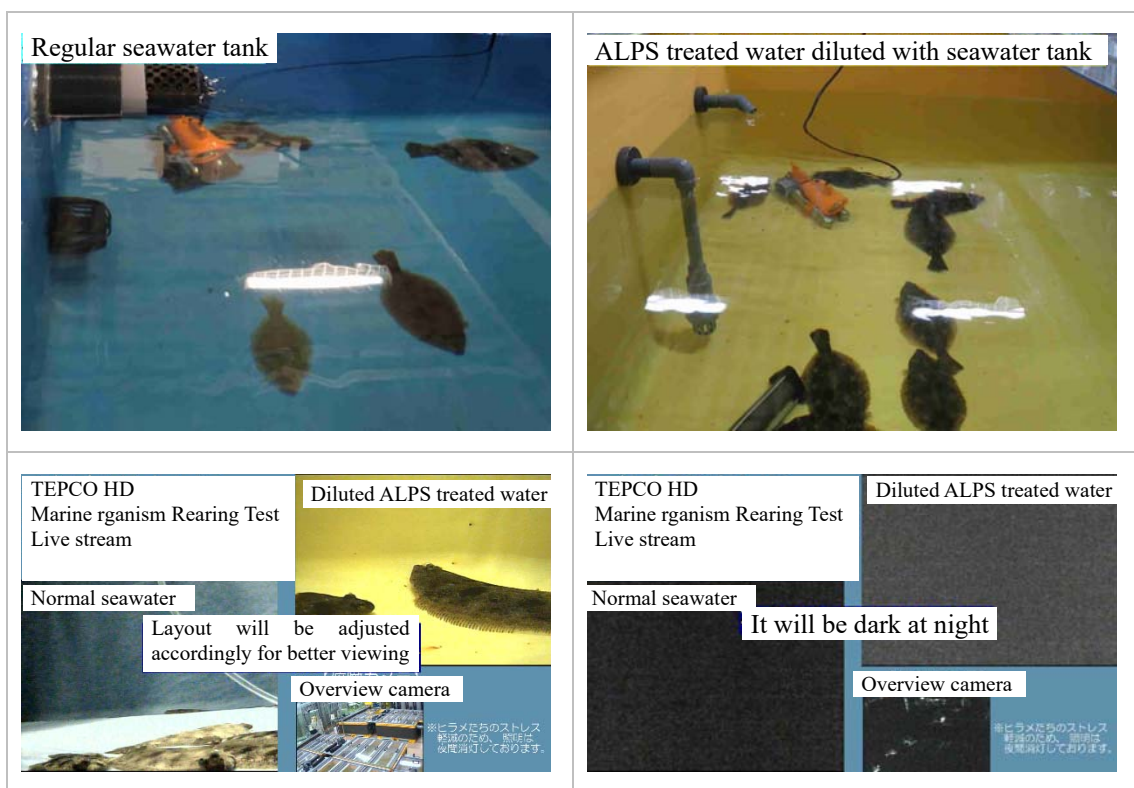 Regular seawater tank
ALPS treated water diluted with seawater tank
TEPCO HD
Marine rganism Rearing Test
Live stream
Diluted ALPS treated water
Normal seawater
Layout will be adjusted
accordingly for better viewing
Overview camera
※ヒラメたちのストレス
軽減のため、照明は
夜間消灯しております。
TEPCO HD
Marine rganism Rearing Test
Live stream
Diluted ALPS treated water
Normal seawater
It will be dark at night
Overview camera
※ヒラメたちのストレス
軽減のため、照明は
夜間消灯しております。